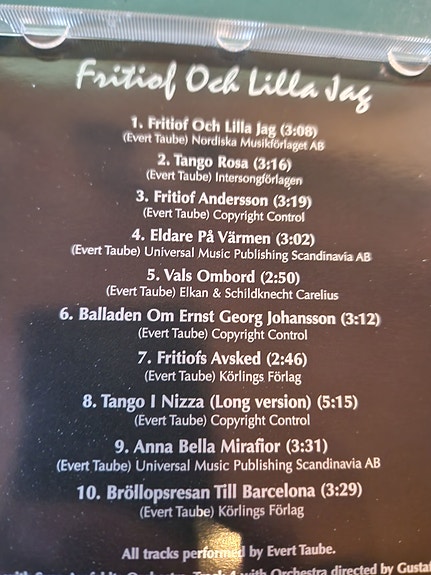 Fritiof Och Lilla Jag
1. Fritiof Och Lilla Jag (3:08)
(Evert Taube) Nordiska Musikförlaget AB
2. Tango Rosa (3:16)
(Evert Taube) Intersongförlagen
3. Fritiof Andersson (3:19)
(Evert Taube) Copyright Control
4. Eldare På Värmen (3:02)
(Evert Taube) Universal Music Publishing Scandinavia AB
5. Vals Ombord (2:50)
(Evert Taube) Elkan & Schildknecht Carelius
6. Balladen Om Ernst Georg Johansson (3:12)
(Evert Taube) Copyright Control
7. Fritiofs Avsked (2:46)
(Evert Taube) Körlings Förlag
8. Tango I Nizza (Long version) (5:15)
(Evert Taube) Copyright Control
9. Anna Bella Mirafior (3:31)
(Evert Taube) Universal Music Publishing Scandinavia AB
10. Bröllopsresan Till Barcelona (3:29)
(Evert Taube) Körlings Förlag
All tracks performed by Evert Taube.
Orchestra directed by